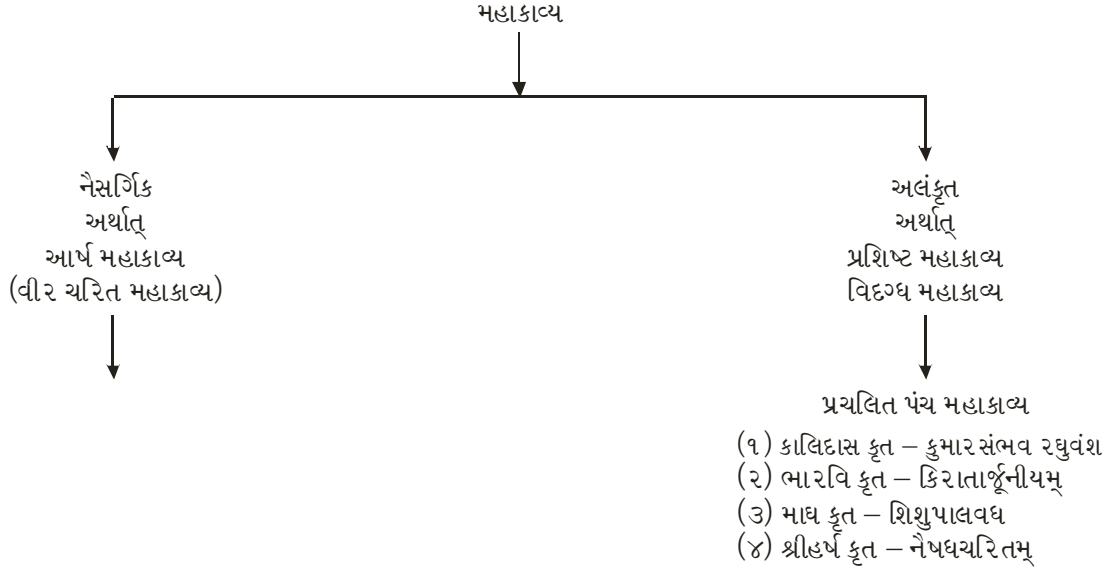 મહાકાવ્ય
નૈસર્ગિક
અર્થાત્
આર્ષ મહાકાવ્ય
(વીર ચરિત મહાકાવ્ય)
અલંકૃત
અર્થાત્
પ્રશિષ્ટ મહાકાવ્ય
વિદગ્ધ મહાકાવ્ય
પ્રચલિત પંચ મહાકાવ્ય
(૧) કાલિદાસ કૃત – કુમારસંભવ રઘુવંશ
(૨) ભારવિ કૃત – કિરાતાર્જૂનીયમ્
(૩) માઘ કૃત – શિશુપાલવધ
(૪) શ્રીહર્ષ કૃત – નૈષધચરિતમ્